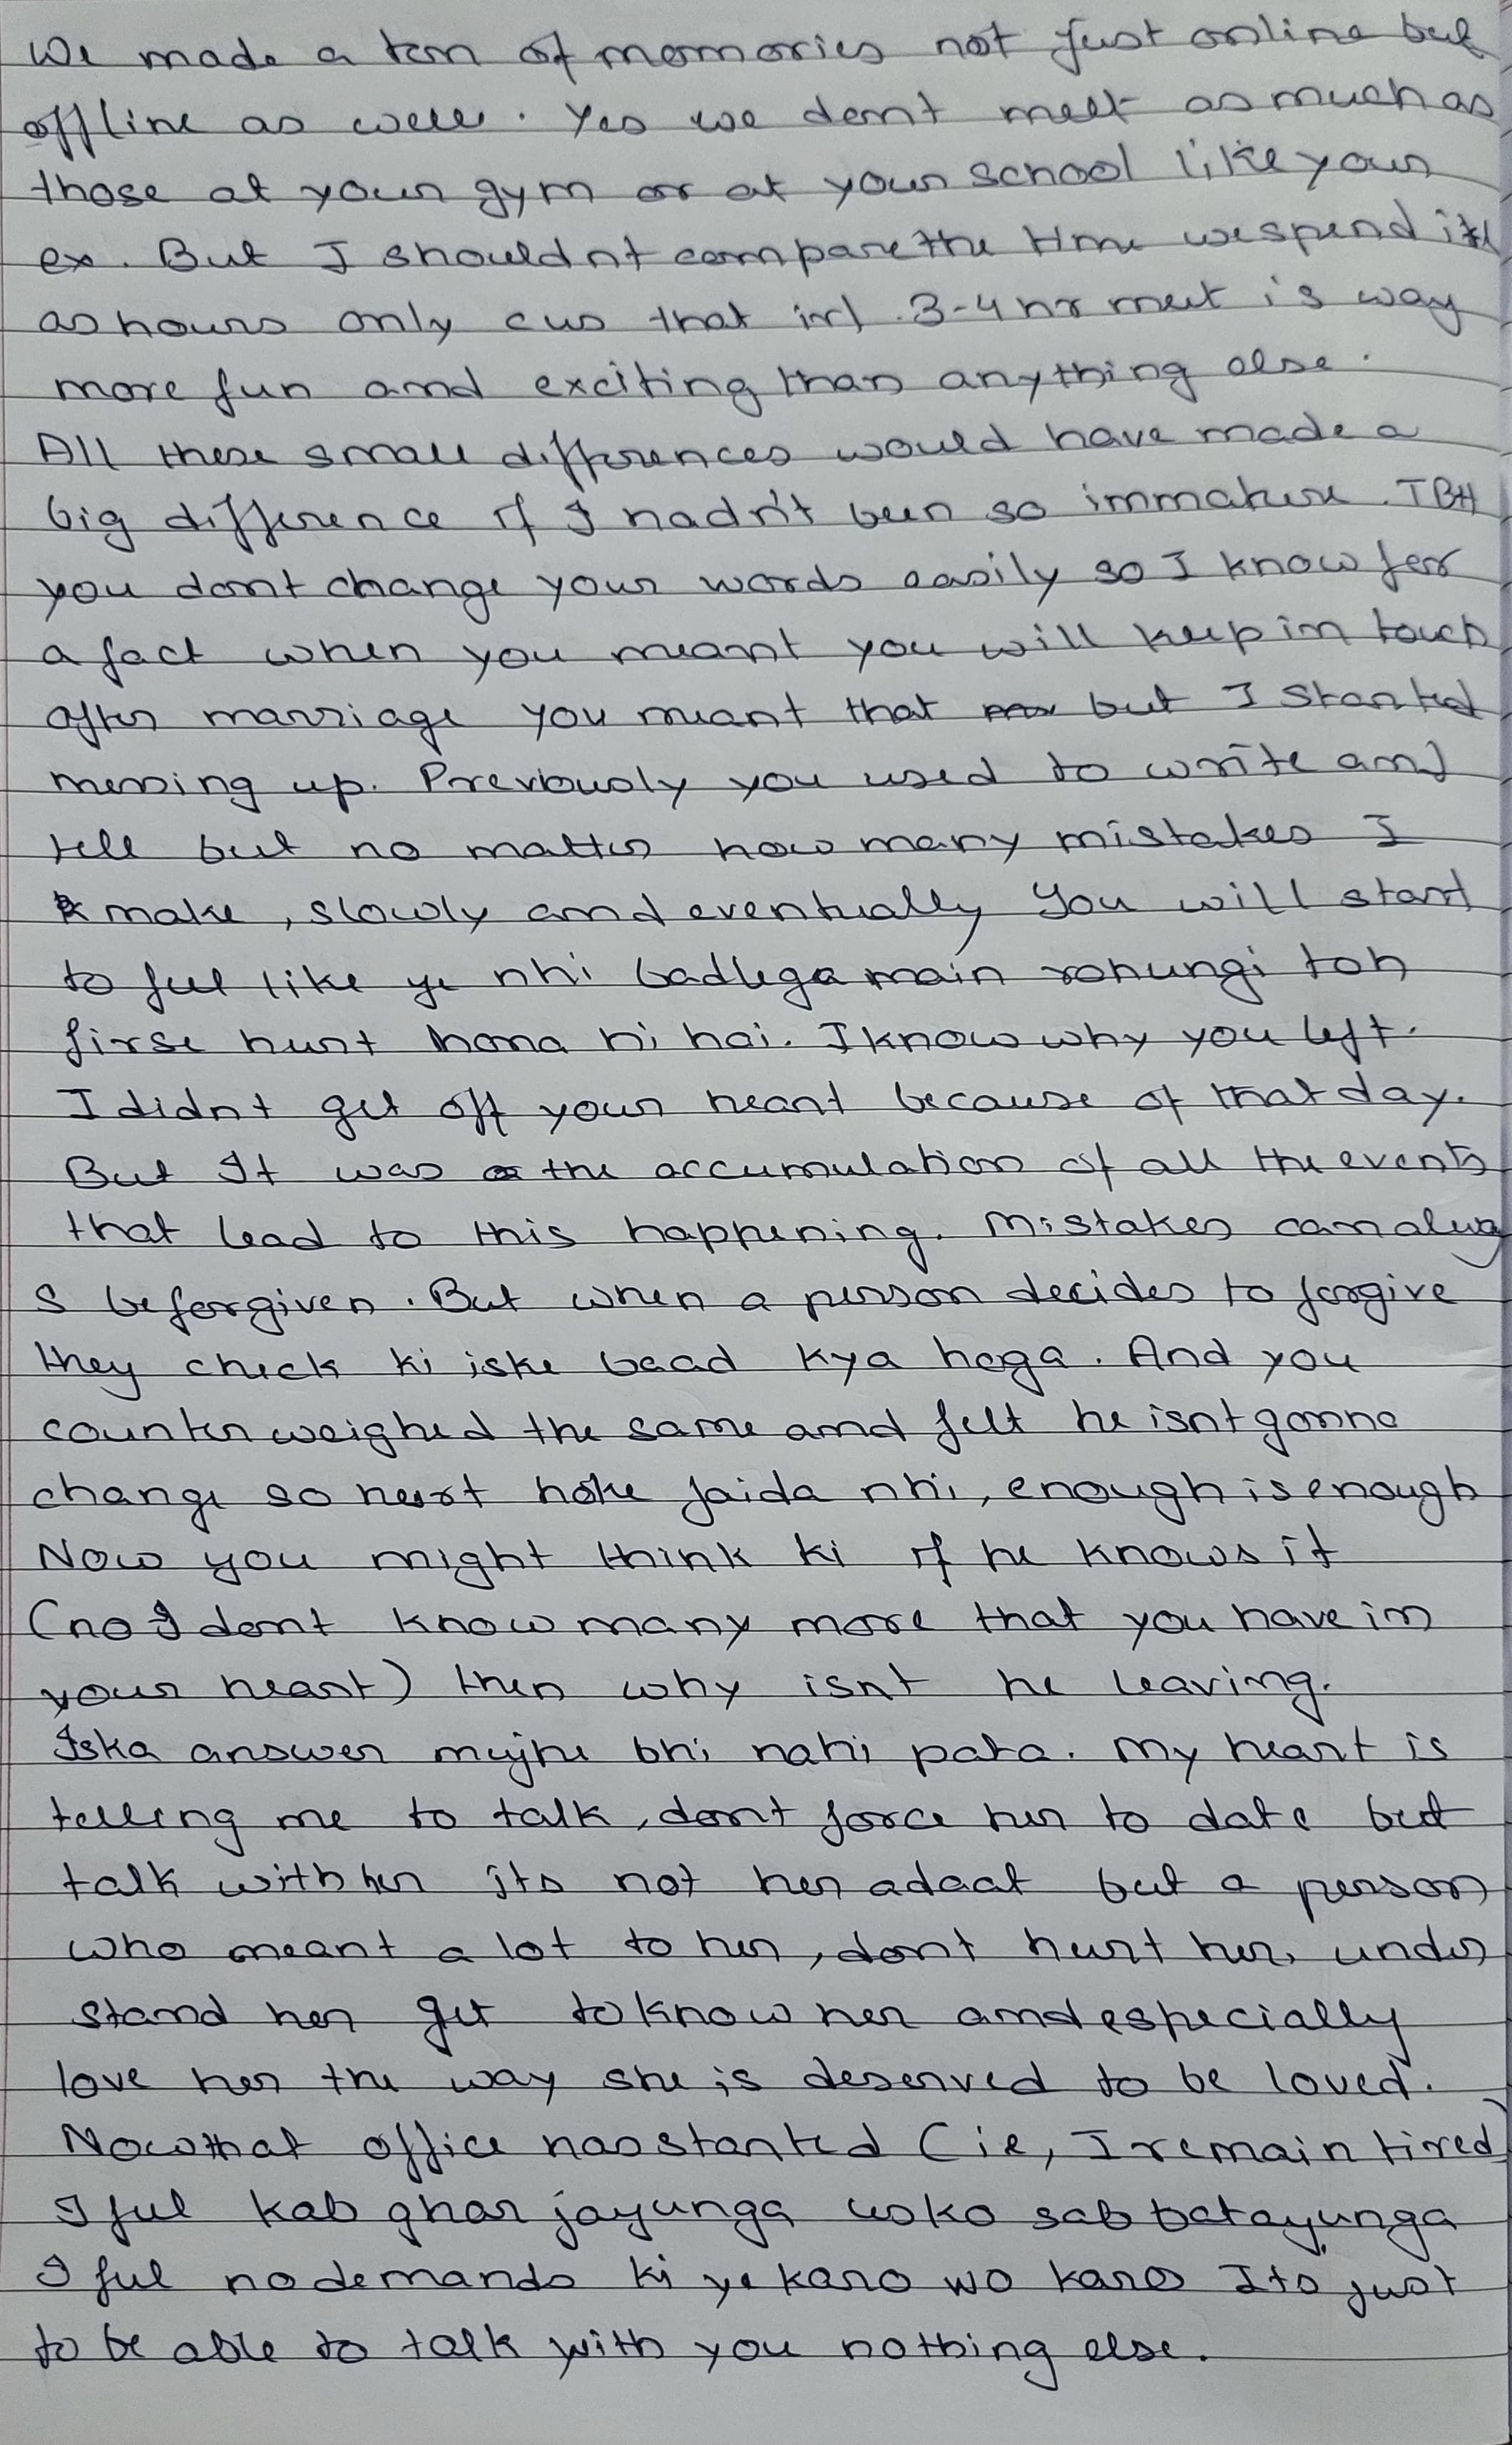 We made a ton of memories not just online but
offline as well. Yes we dont meet as much as
those at your gym or at your school like your
ex. But I shouldnt compare the time we spend irl
as hours only cus that irl 3-4 hr meet is way
more fun and exciting than anything else.
All these small differences would have made a
big difference if I hadn't been so immature. TBH
you dont change your words easily so I know for
a fact when you meant you will keep in touch
after marriage you meant that but I started
messing up. Previously you used to write and
tell but no matter how many mistakes I
make, slowly and eventually you will start
to feel like ye nhi badlega main rohungi toh
firse hurt hona hi hai. I know why you left.
I didnt get off your heart because of that day.
But It was the accumulation of all the events
that lead to this happening. Mistakes can alway
s be forgiven. But when a person decides to forgive
they check ki iske baad kya hoga. And you
counter weighed the same and felt he isnt gonna
change so hurt hoke faida nhi, enough is enough
Now you might think ki if he knows it
(no I dont know many more that you have in
your heart) then why isnt he leaving.
Iska answer mujhe bhi nahi pata. My heart is
telling me to talk, dont force her to date but
talk with her its not her adaat but a person
who meant a lot to her, dont hurt her, under
stand her get to know her and especially
love her the way she is deserved to be loved.
Now that office has started (ie, I remain tired)
I feel kab ghar jayunga usko sab batayunga
I feel no demands ki ye karo wo karo Its just
to be able to talk with you nothing else.